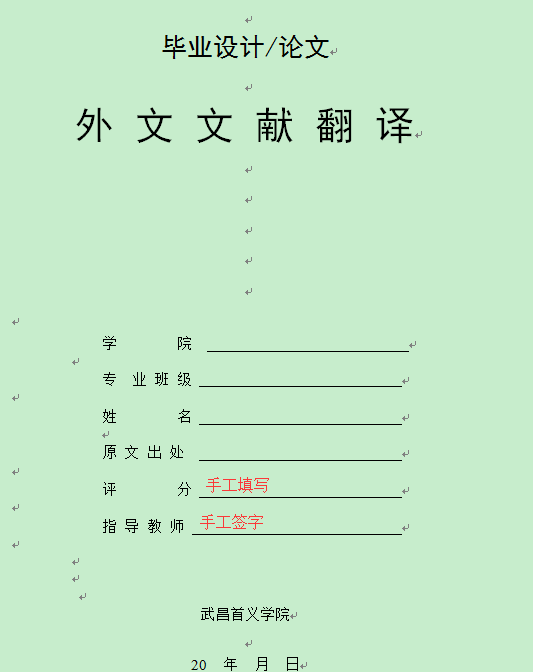 毕业设计/论文
外 文 文 献 翻 译
学 院
专 业 班 级
姓 名
原 文 出 处
评 分 手工填写
指 导 教 师 手工签字
武昌首义学院
20 年 月 日